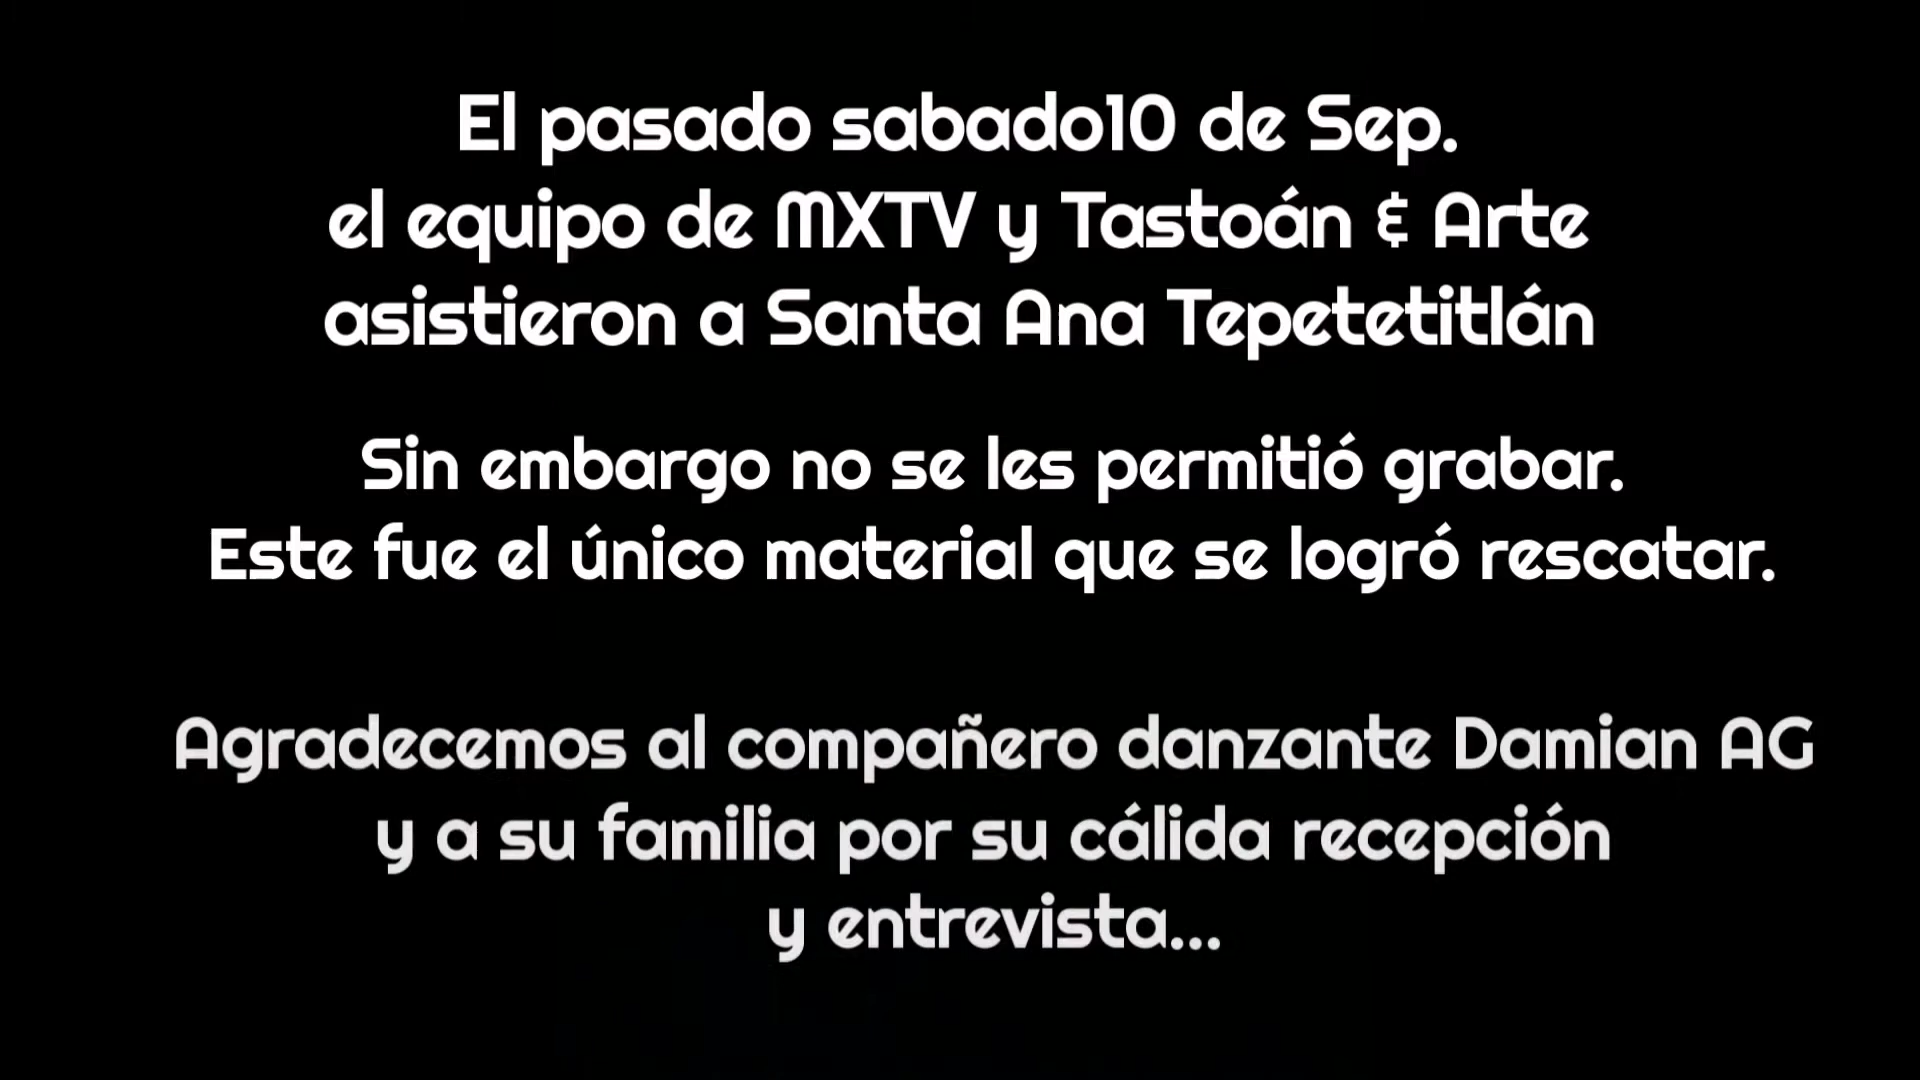 El pasado sabado10 de Sep.
el equipo de MXTV y Tastoán & Arte
asistieron a Santa Ana Tepetetitlán
Sin embargo no se les permitió grabar.
Este fue el único material que se logró rescatar.
Agradecemos al compañero danzante Damian AG
y a su familia por su cálida recepción
y entrevista...